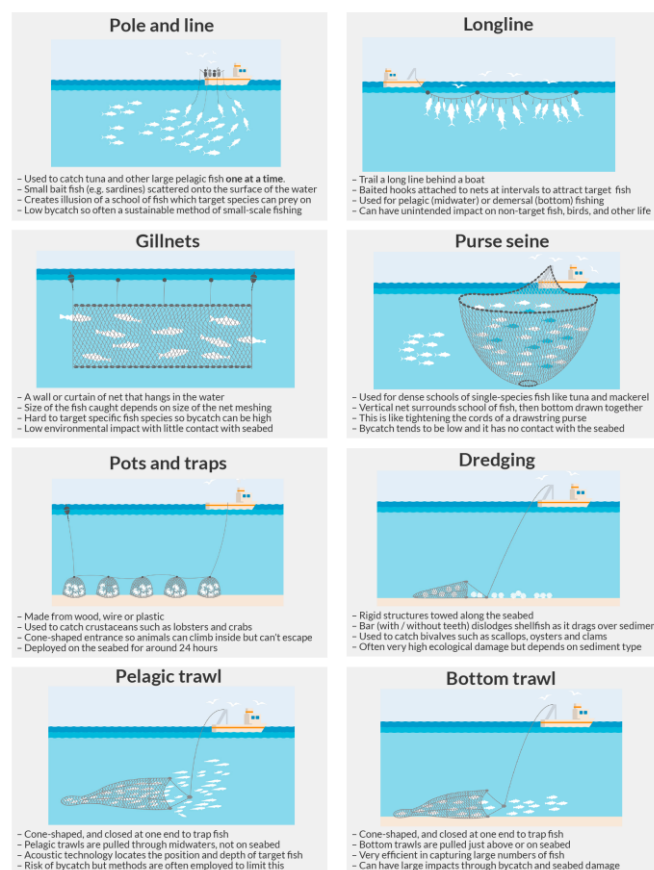 Pole and line
– Used to catch tuna and other large pelagic fish one at a time.
– Small bait fish (e.g. sardines) scattered onto the surface of the water
– Creates illusion of a school of fish which target species can prey on
– Low bycatch so often a sustainable method of small-scale fishing
Longline
– Trail a long line behind a boat
– Baited hooks attached to nets at intervals to attract target fish
– Used for pelagic (midwater) or demersal (bottom) fishing
– Can have unintended impact on non-target fish, birds, and other life
Gillnets
– A wall or curtain of net that hangs in the water
– Size of the fish caught depends on size of the net meshing
– Hard to target specific fish species so bycatch can be high
– Low environmental impact with little contact with seabed
Purse seine
– Used for dense schools of single-species fish like tuna and mackerel
– Vertical net surrounds school of fish, then bottom drawn together
– This is like tightening the cords of a drawstring purse
– Bycatch tends to be low and it has no contact with the seabed
Pots and traps
– Made from wood, wire or plastic
– Used to catch crustaceans such as lobsters and crabs
– Cone-shaped entrance so animals can climb inside but can't escape
– Deployed on the seabed for around 24 hours
Dredging
– Rigid structures towed along the seabed
– Bar (with / without teeth) dislodges shellfish as it drags over sedimen
– Used to catch bivalves such as scallops, oysters and clams
– Often very high ecological damage but depends on sediment type
Pelagic trawl
– Cone-shaped, and closed at one end to trap fish
– Pelagic trawls are pulled through midwaters, not on seabed
– Acoustic technology locates the position and depth of target fish
– Risk of bycatch but methods are often employed to limit this
Bottom trawl
– Cone-shaped, and closed at one end to trap fish
– Bottom trawls are pulled just above or on seabed
– Very efficient in capturing large numbers of fish
– Can have large impacts through bycatch and seabed damage